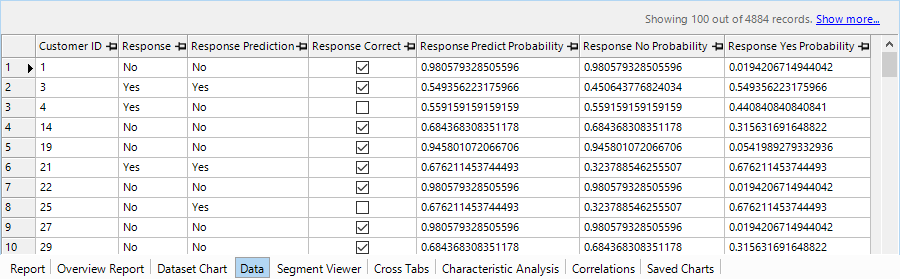 Showing 100 out of 4884 records. Show more...
Customer ID Response Response Prediction Response Correct Response Predict Probability Response No Probability Response Yes Probability
1 1 No No 0.980579328505596 0.980579328505596 0.0194206714944042
2 3 Yes Yes 0.549356223175966 0.450643776824034 0.549356223175966
3 4 Yes No 0.559159159159159 0.559159159159159 0.440840840840841
4 14 No No 0.684368308351178 0.684368308351178 0.315631691648822
5 19 No No 0.945801072066706 0.945801072066706 0.0541989279332936
6 21 Yes Yes 0.676211453744493 0.323788546255507 0.676211453744493
7 22 No No 0.980579328505596 0.980579328505596 0.0194206714944042
8 25 No Yes 0.676211453744493 0.323788546255507 0.676211453744493
9 27 No No 0.980579328505596 0.980579328505596 0.0194206714944042
10 29 No No 0.684368308351178 0.684368308351178 0.315631691648822
Report Overview Report Dataset Chart Data Segment Viewer Cross Tabs Characteristic Analysis Correlations Saved Charts